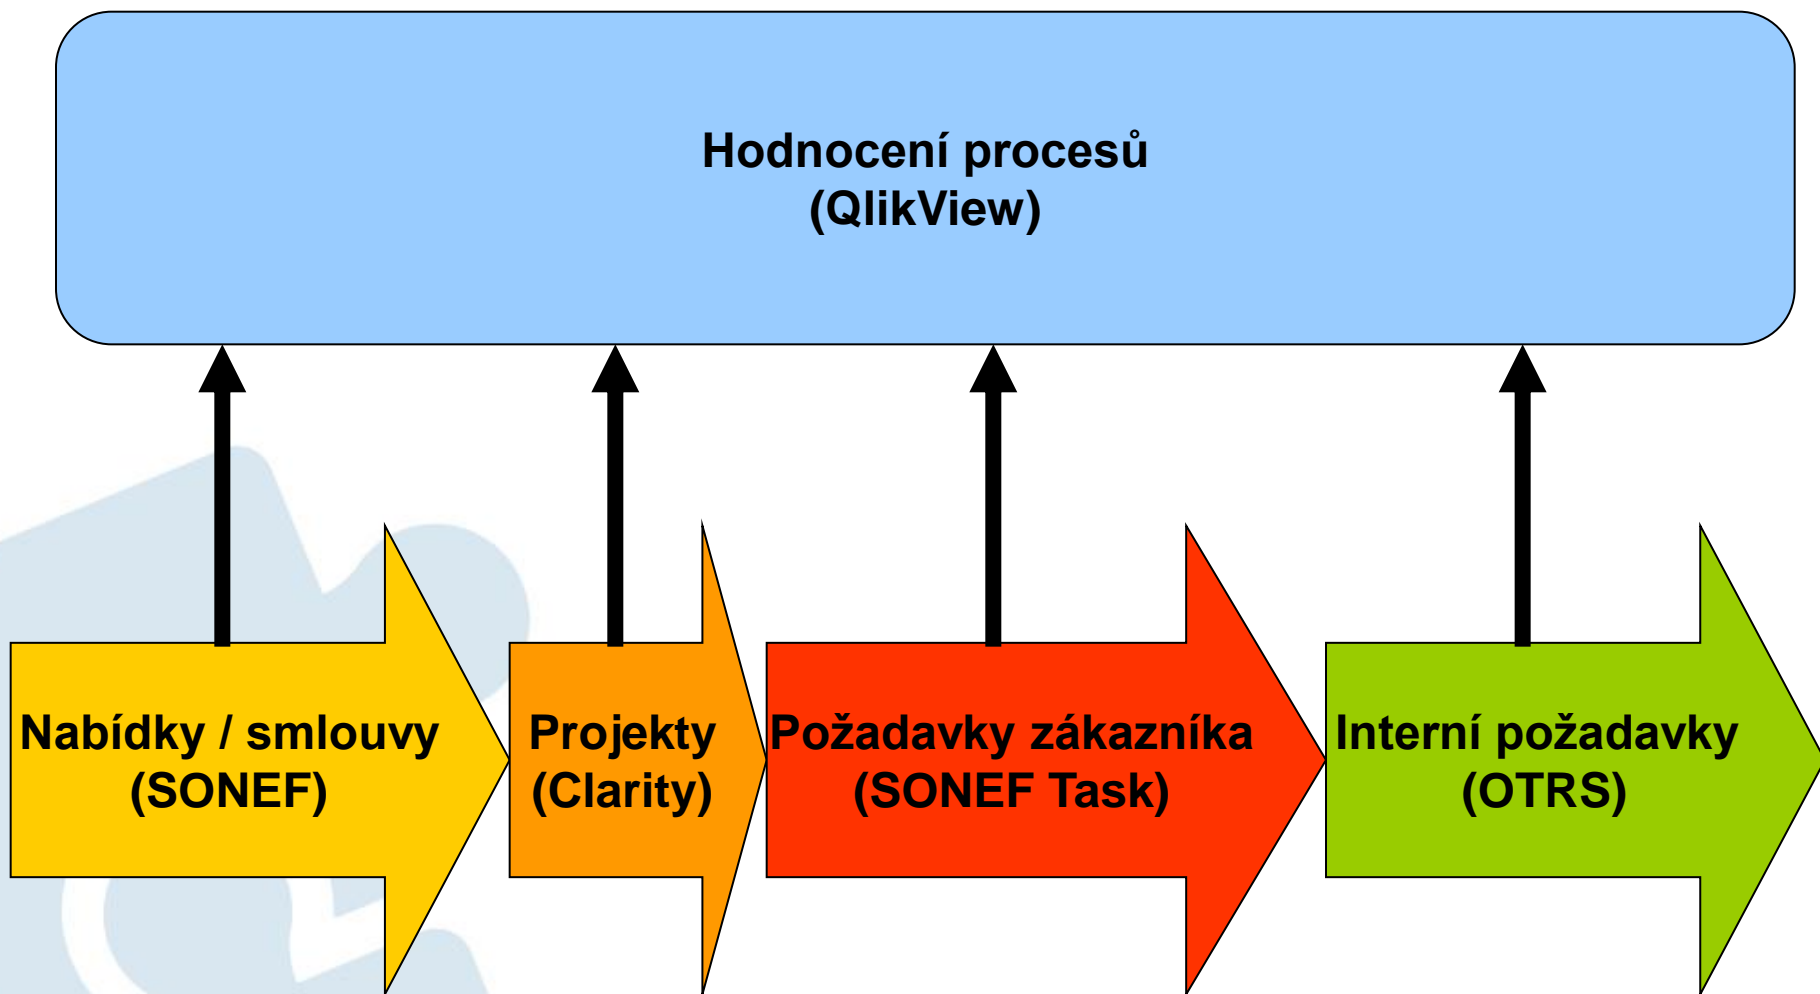 Hodnocení procesů
(QlikView)
Nabídky / smlouvy
(SONEF)
Projekty
(Clarity)
Požadavky zákazníka
(SONEF Task)
Interní požadavky
(OTRS)